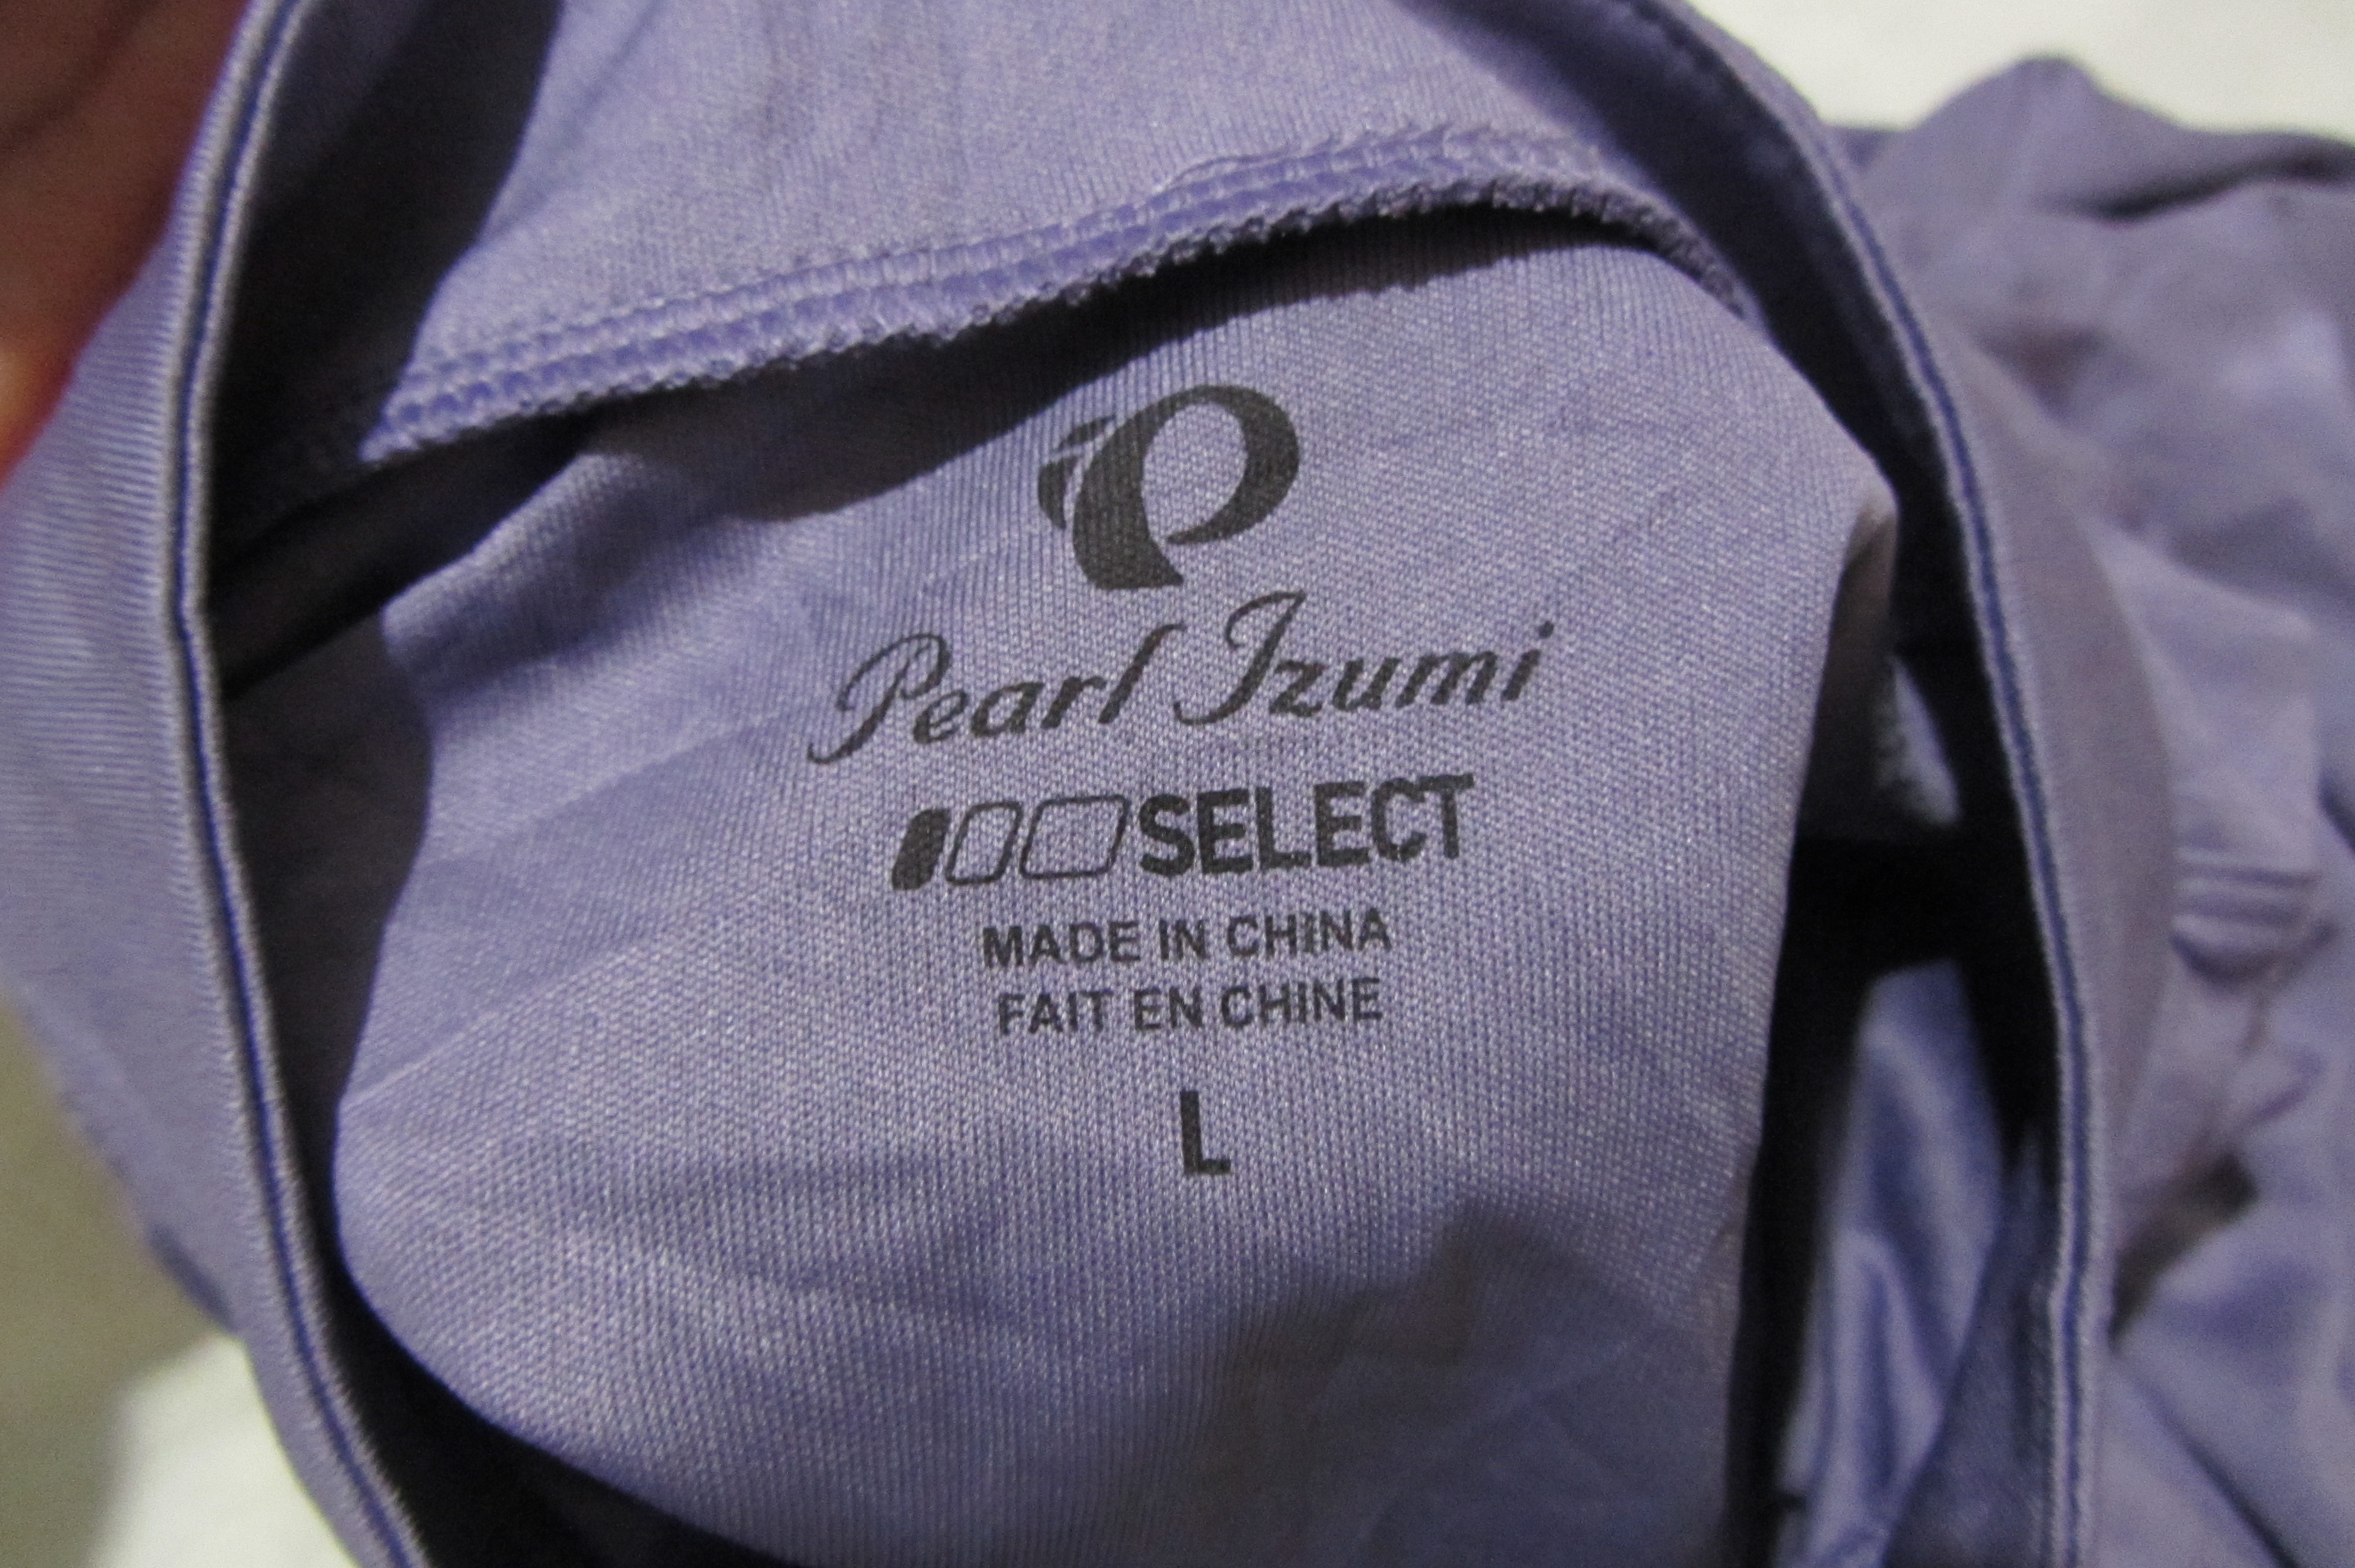 Pearl Izumi
SELECT
MADE IN CHINA
FAIT EN CHINE
L